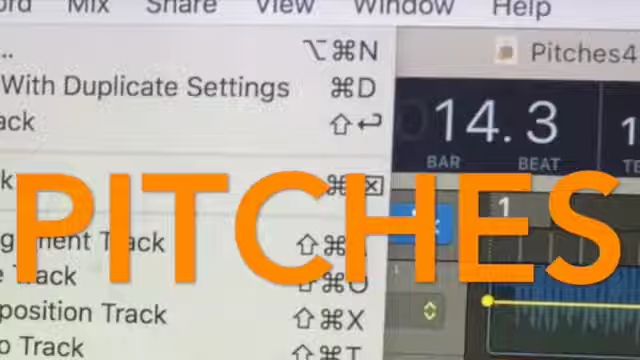 Mix Share View Window Help
.. ⌥⌘N
With Duplicate Settings ⌘D
ack ⇧↩
Pitches4
14. 3
BAR BEAT
⌘⌫
PITCHES
1
Track ⇧⌘
Track ⇧⌘O
position Track ⇧⌘X
Track ⇧⌘T